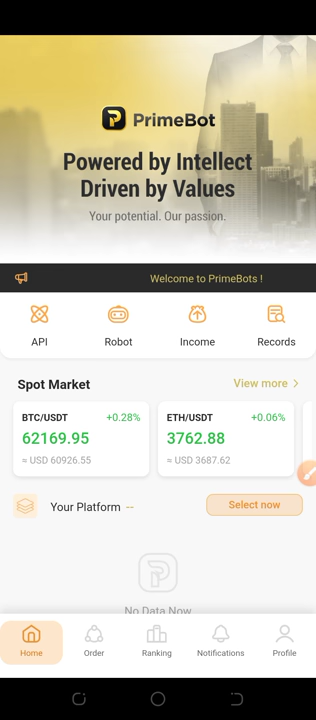 PrimeBot
Powered by Intellect
Driven by Values
Your potential. Our passion.
Welcome to PrimeBots !
API
Robot
Income
Records
Spot Market
View more >
BTC/USDT +0.28%
62169.95
≈ USD 60926.55
ETH/USDT +0.06%
3762.88
≈ USD 3687.62
Your Platform --
Select now
No Data Now
Home
Order
Ranking
Notifications
Profile